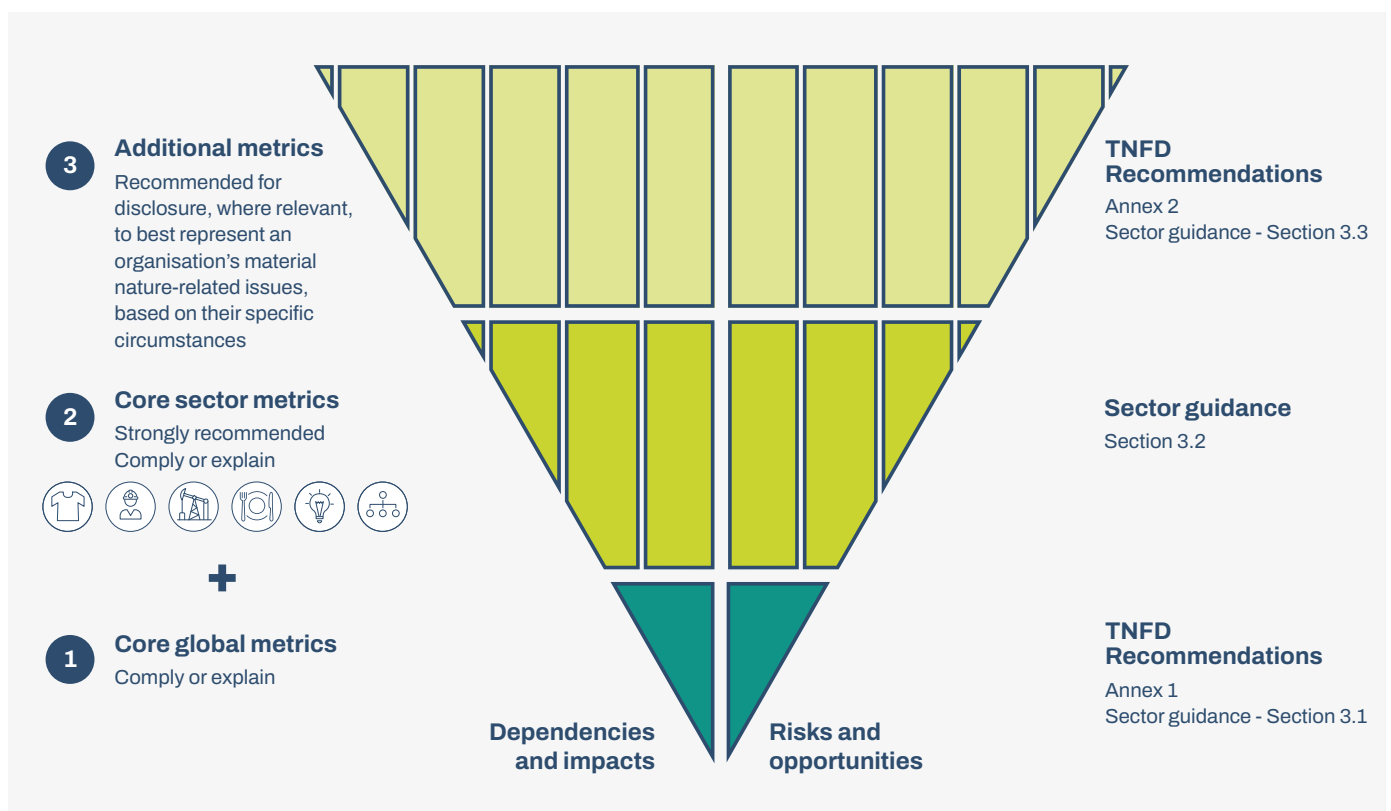 3
Additional metrics
Recommended for
disclosure, where relevant,
to best represent an
organisation’s material
nature-related issues,
based on their specific
circumstances
TNFD
Recommendations
Annex 2
Sector guidance - Section 3.3
2
Core sector metrics
Strongly recommended
Comply or explain
Sector guidance
Section 3.2
+
1
Core global metrics
Comply or explain
TNFD
Recommendations
Annex 1
Sector guidance - Section 3.1
Dependencies
and impacts
Risks and
opportunities